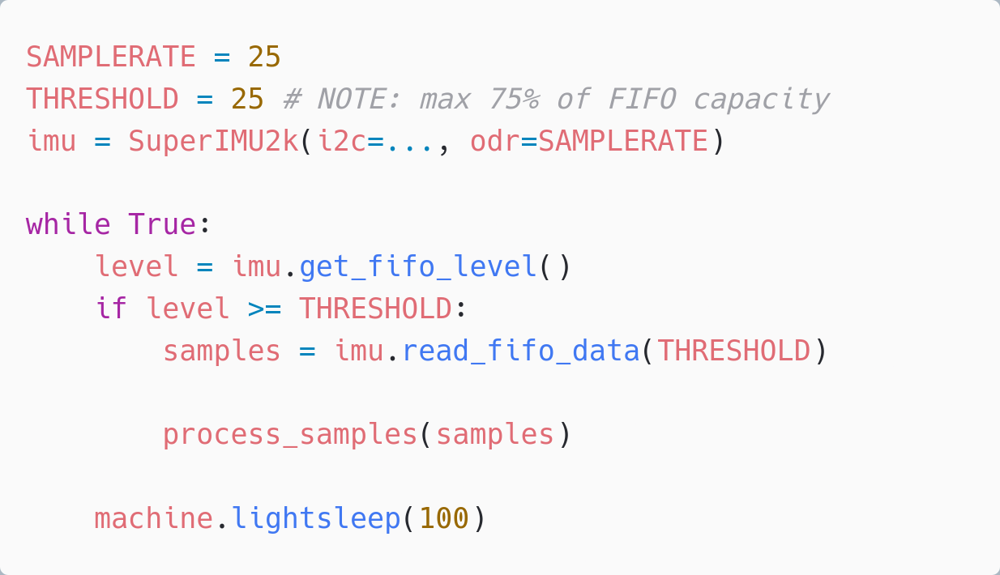 SAMPLERATE = 25
THRESHOLD = 25 # NOTE: max 75% of FIFO capacity
imu = SuperIMU2k(i2c=..., odr=SAMPLERATE)

while True:
    level = imu.get_fifo_level()
    if level >= THRESHOLD:
        samples = imu.read_fifo_data(THRESHOLD)

        process_samples(samples)

    machine.lightsleep(100)